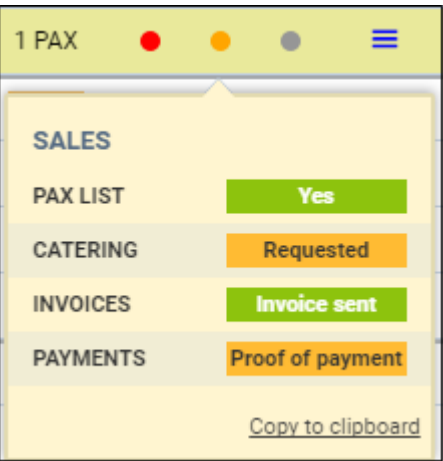 1 PAX
SALES
PAX LIST Yes
CATERING Requested
INVOICES Invoice sent
PAYMENTS Proof of payment
Copy to clipboard